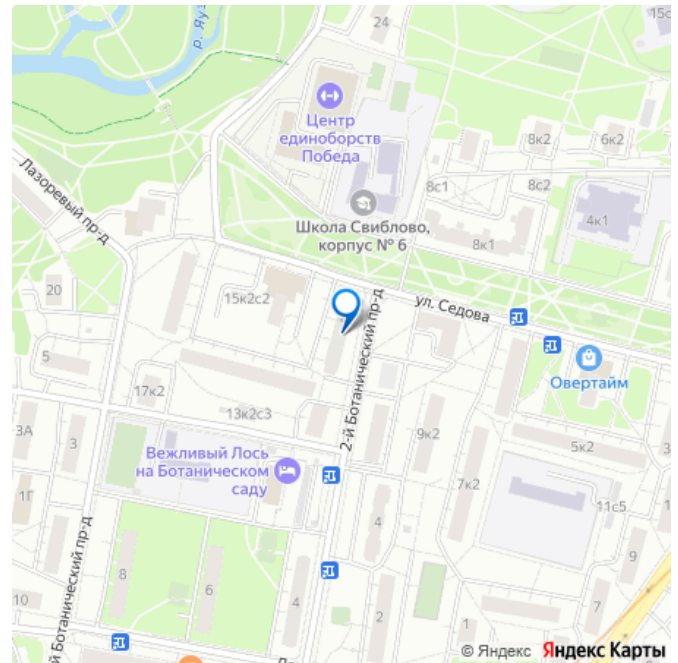 24
15с
р. Яуза
Центр
единоборств
Победа
8к2
6к2
Лазоревый пр-д
8с1
8с2
Школа Свиблово,
корпус № 6
4к1
8к1
20
15к2с2
ул. Седова
2-й Ботанический пр-д
5
Овертайм
17к2
13к2с3
3А
3
9к2
5к2
Вежливый Лось
на Ботаническом
саду
7к2
1Г
11с5
4
й Ботанический пр-д
8
6
9
10
4
2
1
7
© Яндекс Яндекс Карты